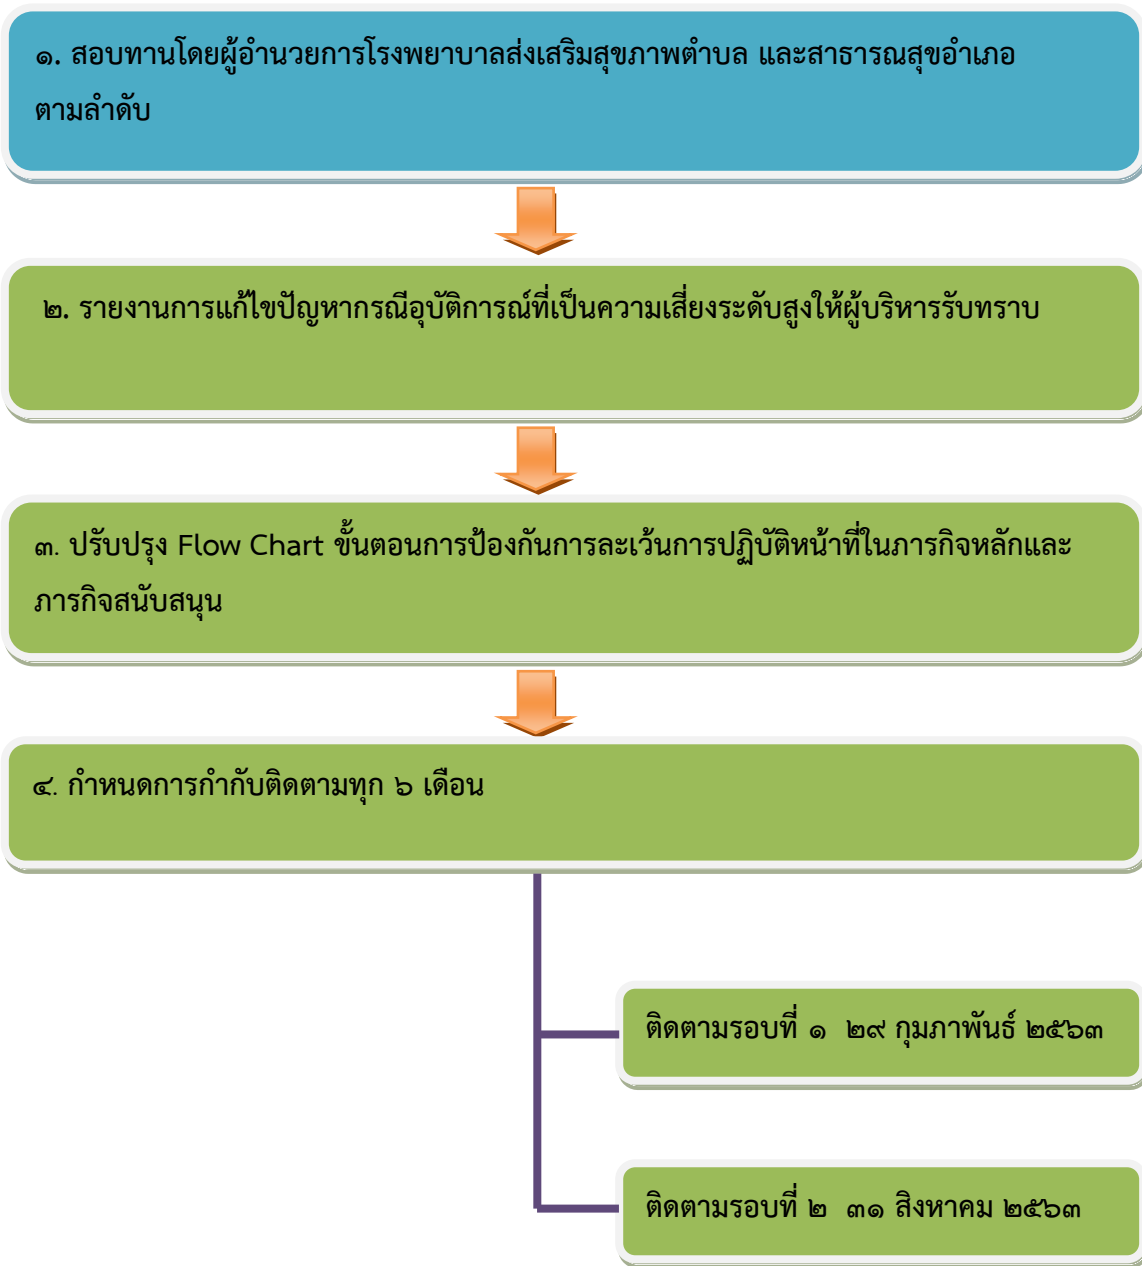 ๑. สอบทานโดยผู้อำนวยการโรงพยาบาลส่งเสริมสุขภาพตำบล และสาธารณสุขอำเภอ
ตามลำดับ
๒. รายงานการแก้ไขปัญหากรณีอุบัติการณ์ที่เป็นความเสี่ยงระดับสูงให้ผู้บริหารรับทราบ
๓. ปรับปรุง Flow Chart ขั้นตอนการป้องกันการละเว้นการปฏิบัติหน้าที่ในภารกิจหลักและ
ภารกิจสนับสนุน
๔. กำหนดการกำกับติดตามทุก ๖ เดือน
ติดตามรอบที่ ๑ ๒๙ กุมภาพันธ์ ๒๕๖๓
ติดตามรอบที่ ๒ ๓๑ สิงหาคม ๒๕๖๓